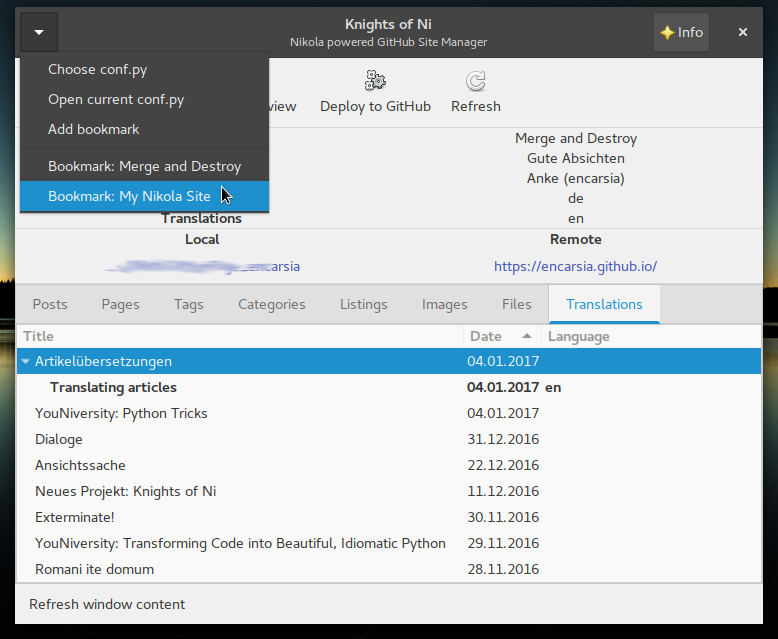 Knights of Ni
Nikola powered GitHub Site Manager
Info
Choose conf.py
Open current conf.py
Add bookmark
Bookmark: Merge and Destroy
Bookmark: My Nikola Site
Deploy to GitHub
Refresh
Merge and Destroy
Gute Absichten
Anke (encarsia)
de
Translations
en
Local
Remote
encarsia
https://encarsia.github.io/
Posts Pages Tags Categories Listings Images Files Translations
Title Date Language
Artikelübersetzungen 04.01.2017
Translating articles 04.01.2017 en
YouNiversity: Python Tricks 04.01.2017
Dialoge 31.12.2016
Ansichtssache 22.12.2016
Neues Projekt: Knights of Ni 11.12.2016
Exterminate! 30.11.2016
YouNiversity: Transforming Code into Beautiful, Idiomatic Python 29.11.2016
Romani ite domum 28.11.2016
Refresh window content